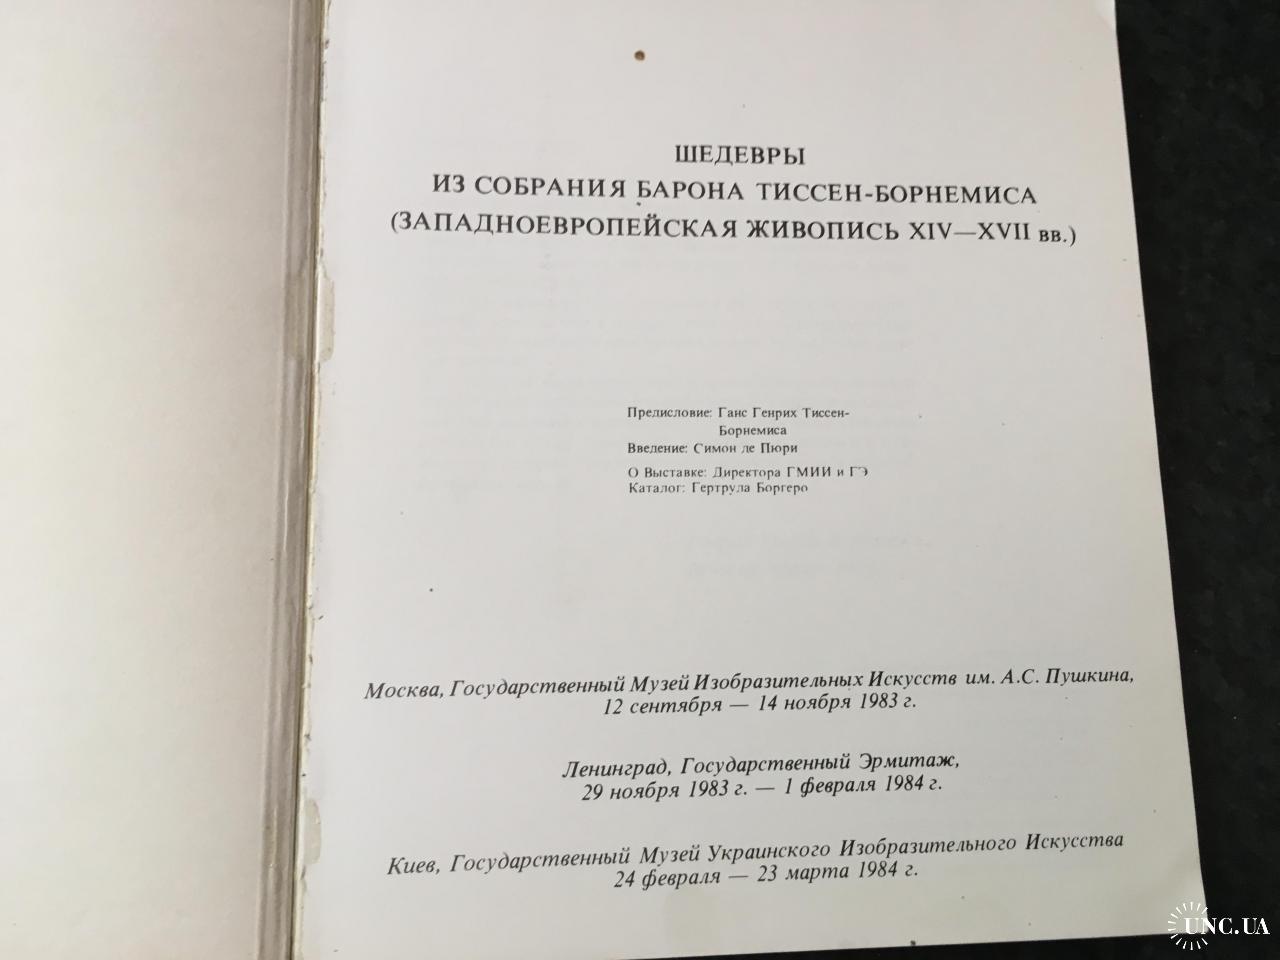 ШЕДЕВРЫ
ИЗ СОБРАНИЯ БАРОНА ТИССЕН-БОРНЕМИСА
(ЗАПАДНОЕВРОПЕЙСКАЯ ЖИВОПИСЬ XIV—XVII вв.)
Предисловие: Ганс Генрих Тиссен-
Борнемиса
Введение: Симон де Пюри
О Выставке: Директора ГМИИ и ГЭ
Каталог: Гертруда Боргеро
Москва, Государственный Музей Изобразительных Искусств им. А.С. Пушкина,
12 сентября — 14 ноября 1983 г.
Ленинград, Государственный Эрмитаж,
29 ноября 1983 г. — 1 февраля 1984 г.
Киев, Государственный Музей Украинского Изобразительного Искусства
24 февраля — 23 марта 1984 г.
UNC.UA